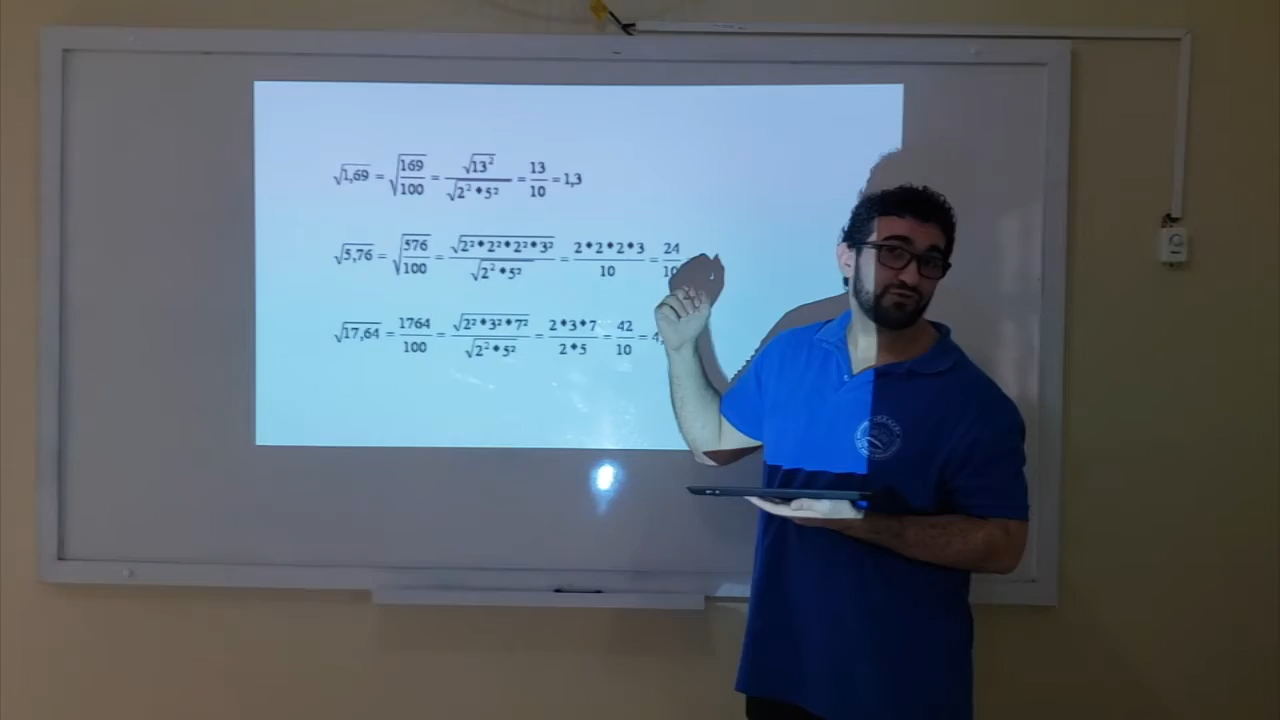 √1,69 = √(169/100) = √13² / √2² * 5² = 13/10 = 1,3
√5,76 = √(576/100) = √2² * 2² * 2² * 3² / √2² * 5² = 2 * 2 * 2 * 3 / 10 = 24/10
√17,64 = 1764/100 = √2² * 3² * 7² / √2² * 5² = 2 * 3 * 7 / 2 * 5 = 42/10 = 4,